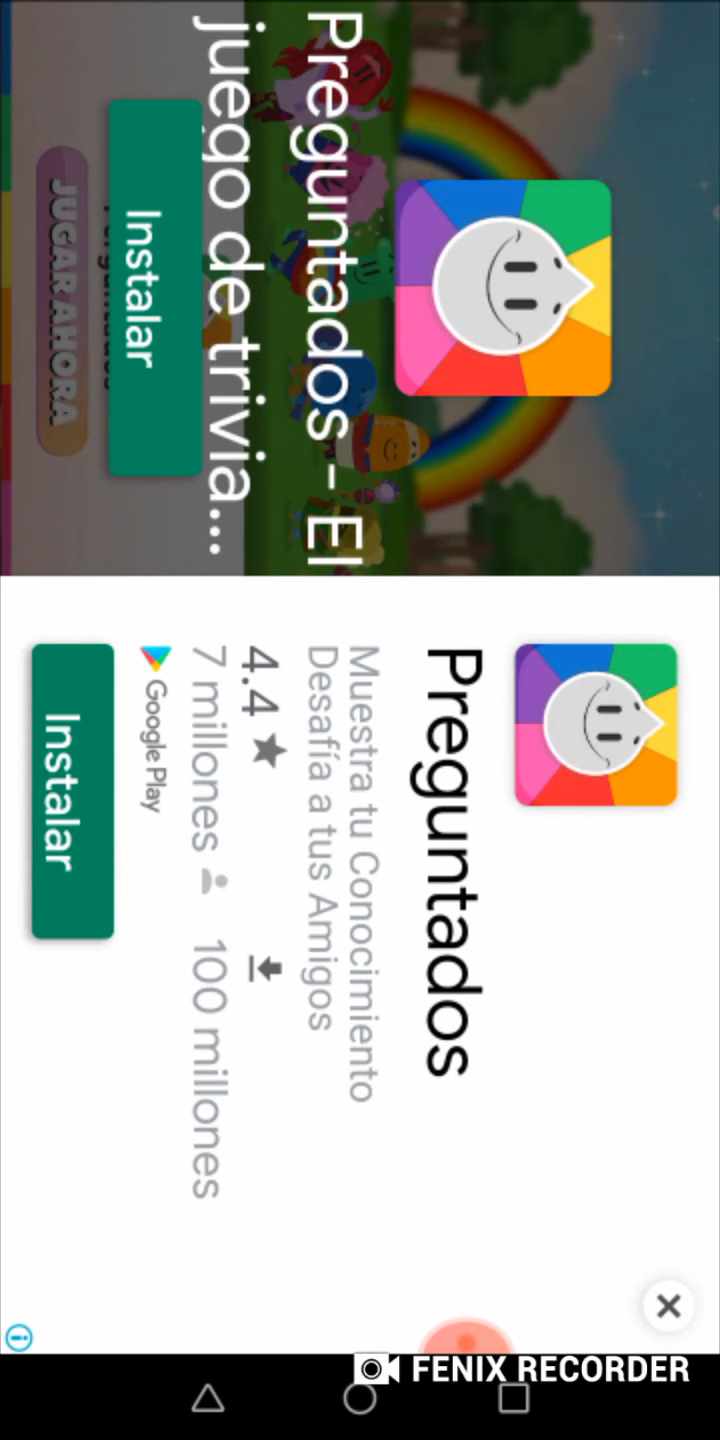 Preguntados - El
juego de trivia...
Instalar
JUGAR AHORA
Preguntados
Muestra tu Conocimiento
Desafía a tus Amigos
4.4
7 millones
100 millones
Google Play
Instalar
FENIX RECORDER